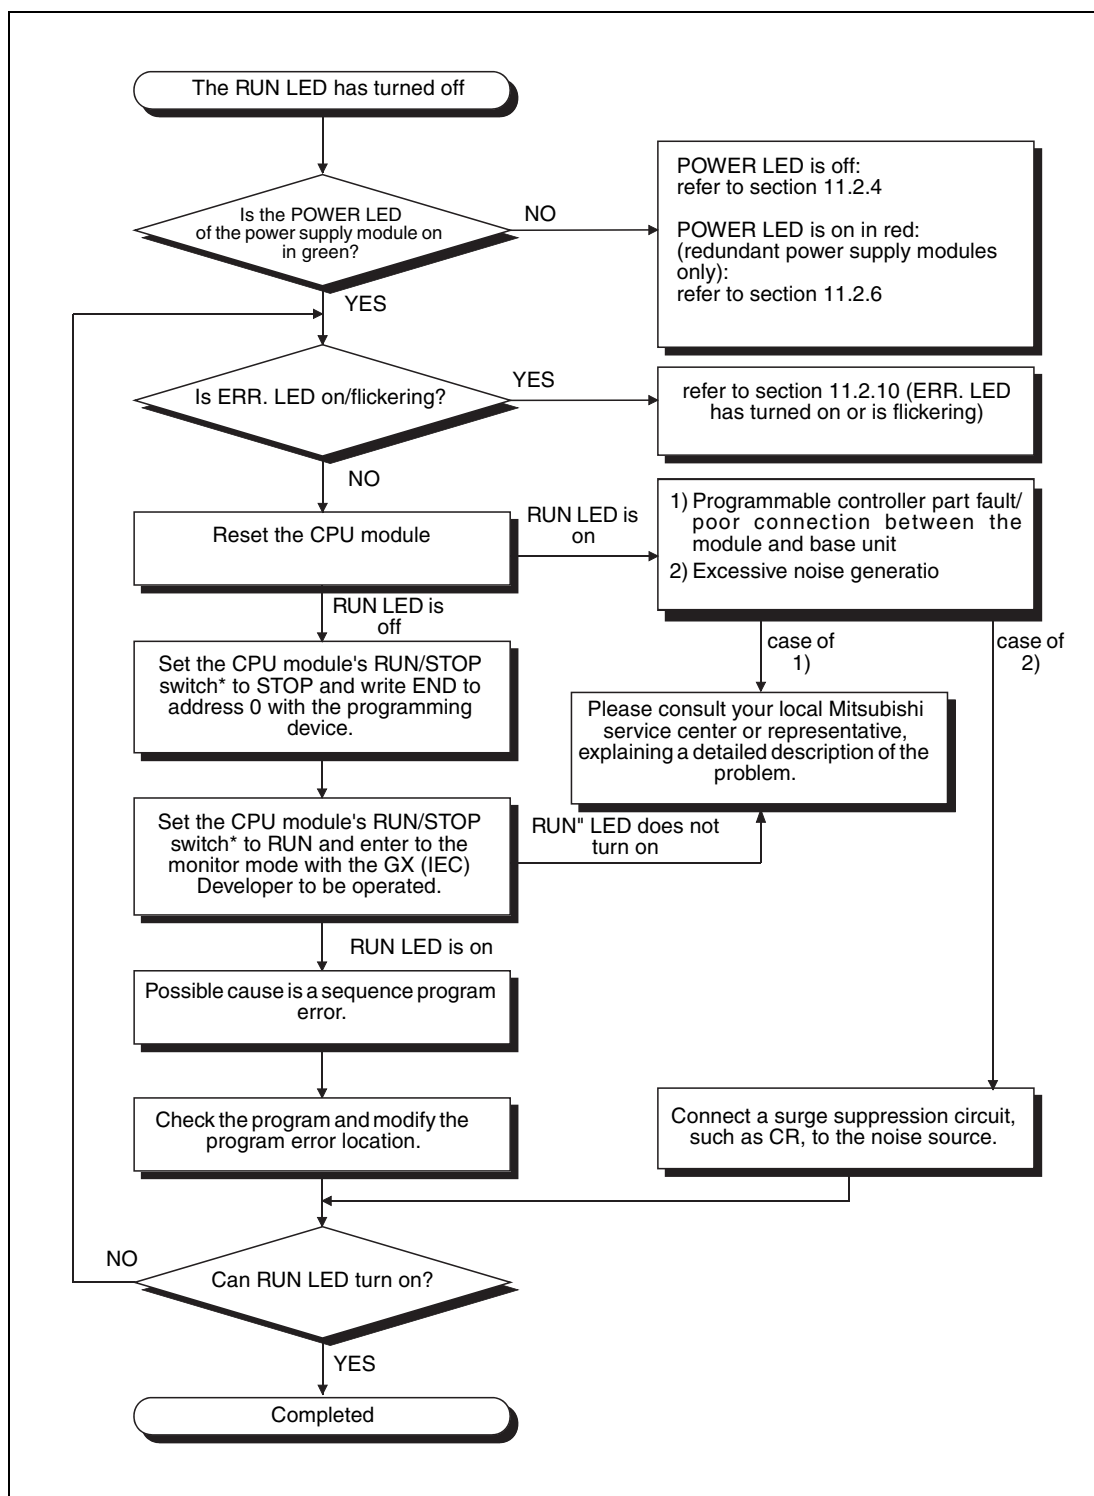 The RUN LED has turned off
Is the POWER LED
of the power supply module on
in green?
NO
POWER LED is off:
refer to section 11.2.4
POWER LED is on in red:
(redundant power supply modules
only):
refer to section 11.2.6
YES
Is ERR. LED on/flickering?
YES
refer to section 11.2.10 (ERR. LED
has turned on or is flickering)
NO
Reset the CPU module
RUN LED is
on
1) Programmable controller part fault/
poor connection between the
module and base unit
2) Excessive noise generatio
RUN LED is
off
case of
1)
case of
2)
Set the CPU module's RUN/STOP
switch* to STOP and write END to
address 0 with the programming
device.
Please consult your local Mitsubishi
service center or representative,
explaining a detailed description of the
problem.
Set the CPU module's RUN/STOP
switch* to RUN and enter to the
monitor mode with the GX (IEC)
Developer to be operated.
RUN" LED does not
turn on
RUN LED is on
Possible cause is a sequence program
error.
Check the program and modify the
program error location.
Connect a surge suppression circuit,
such as CR, to the noise source.
NO
Can RUN LED turn on?
YES
Completed